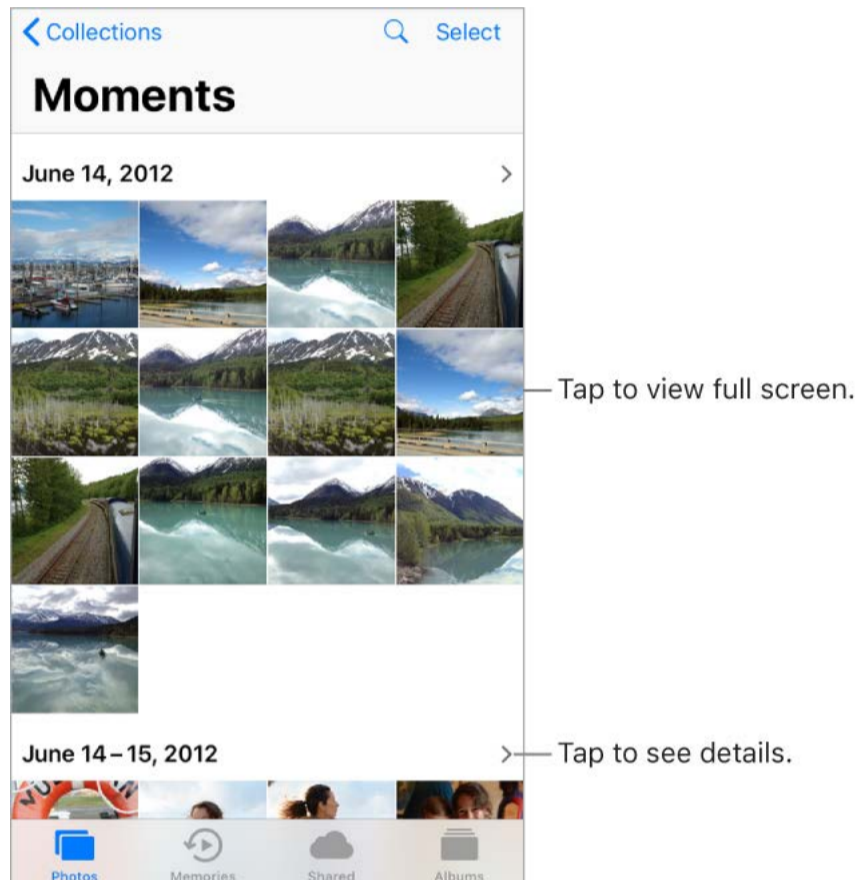 Collections
Select
Moments
June 14, 2012
Tap to view full screen.
June 14 – 15, 2012
Tap to see details.
Photos
Memories
Shared
Albums